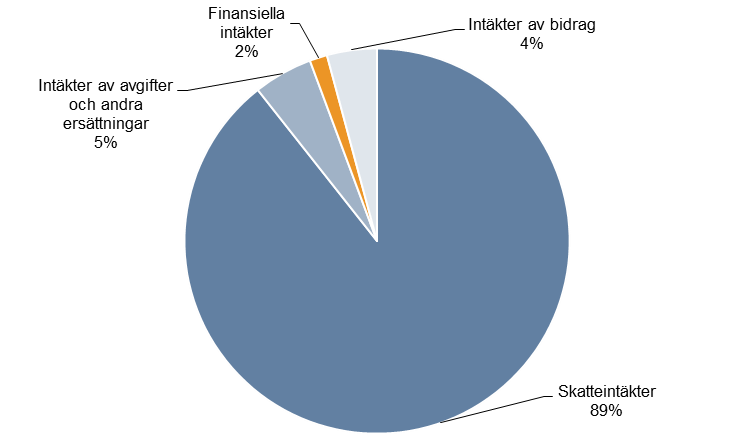 Finansiella
intäkter
2%
Intäkter av bidrag
4%
Intäkter av avgifter
och andra
ersättningar
5%
Skatteintäkter
89%